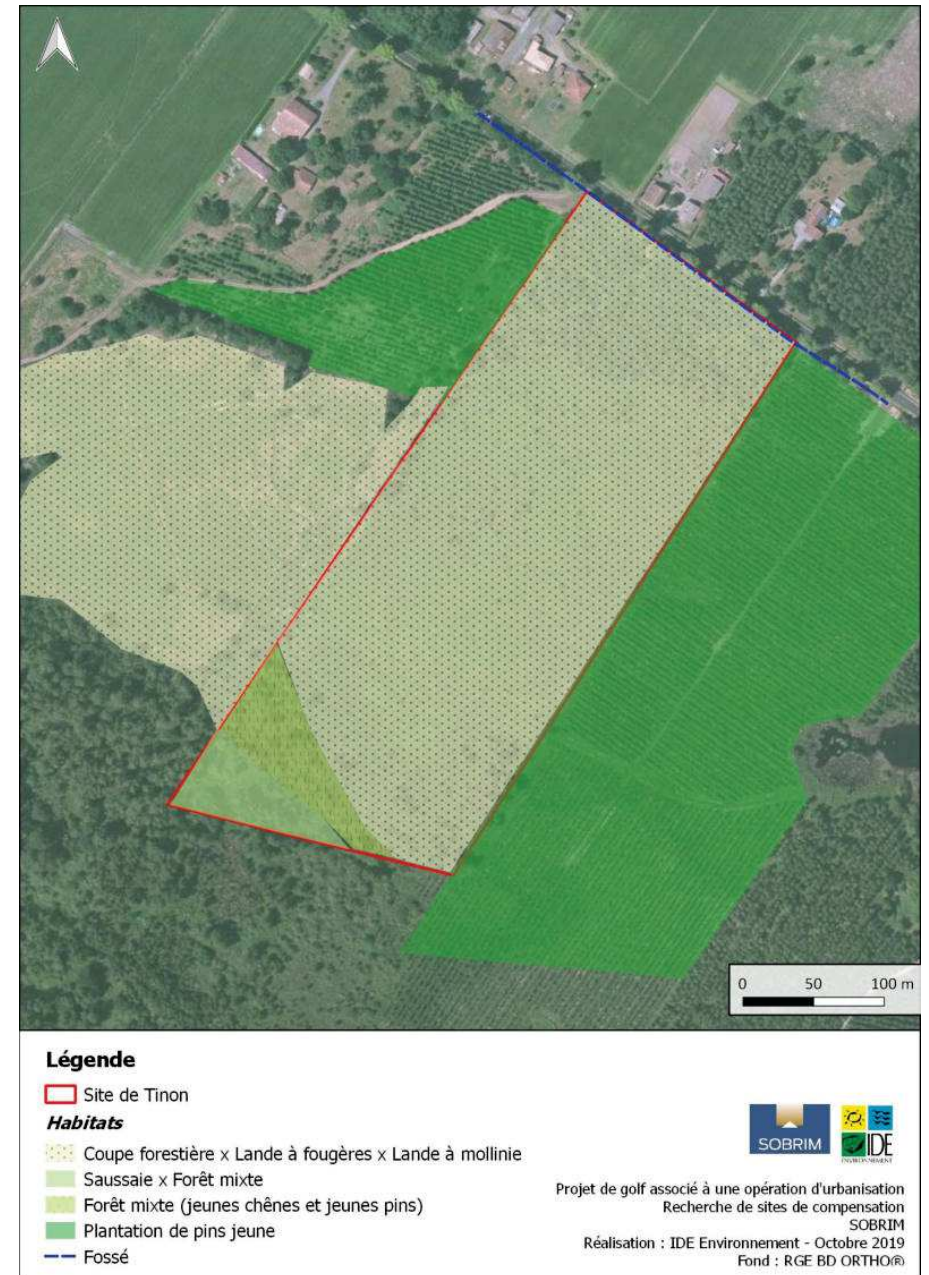 0 50 100 m
Légende
Site de Tinon
Habitats
Coupe forestière x Lande à fougères x Lande à mollinie
Saussaie x Forêt mixte
Forêt mixte (jeunes chênes et jeunes pins)
Plantation de pins jeune
Fossé
SOBRIM
IDE
ENVIRONNEMENT
Projet de golf associé à une opération d'urbanisation
Recherche de sites de compensation
SOBRIM
Réalisation : IDE Environnement - Octobre 2019
Fond : RGE BD ORTHO®